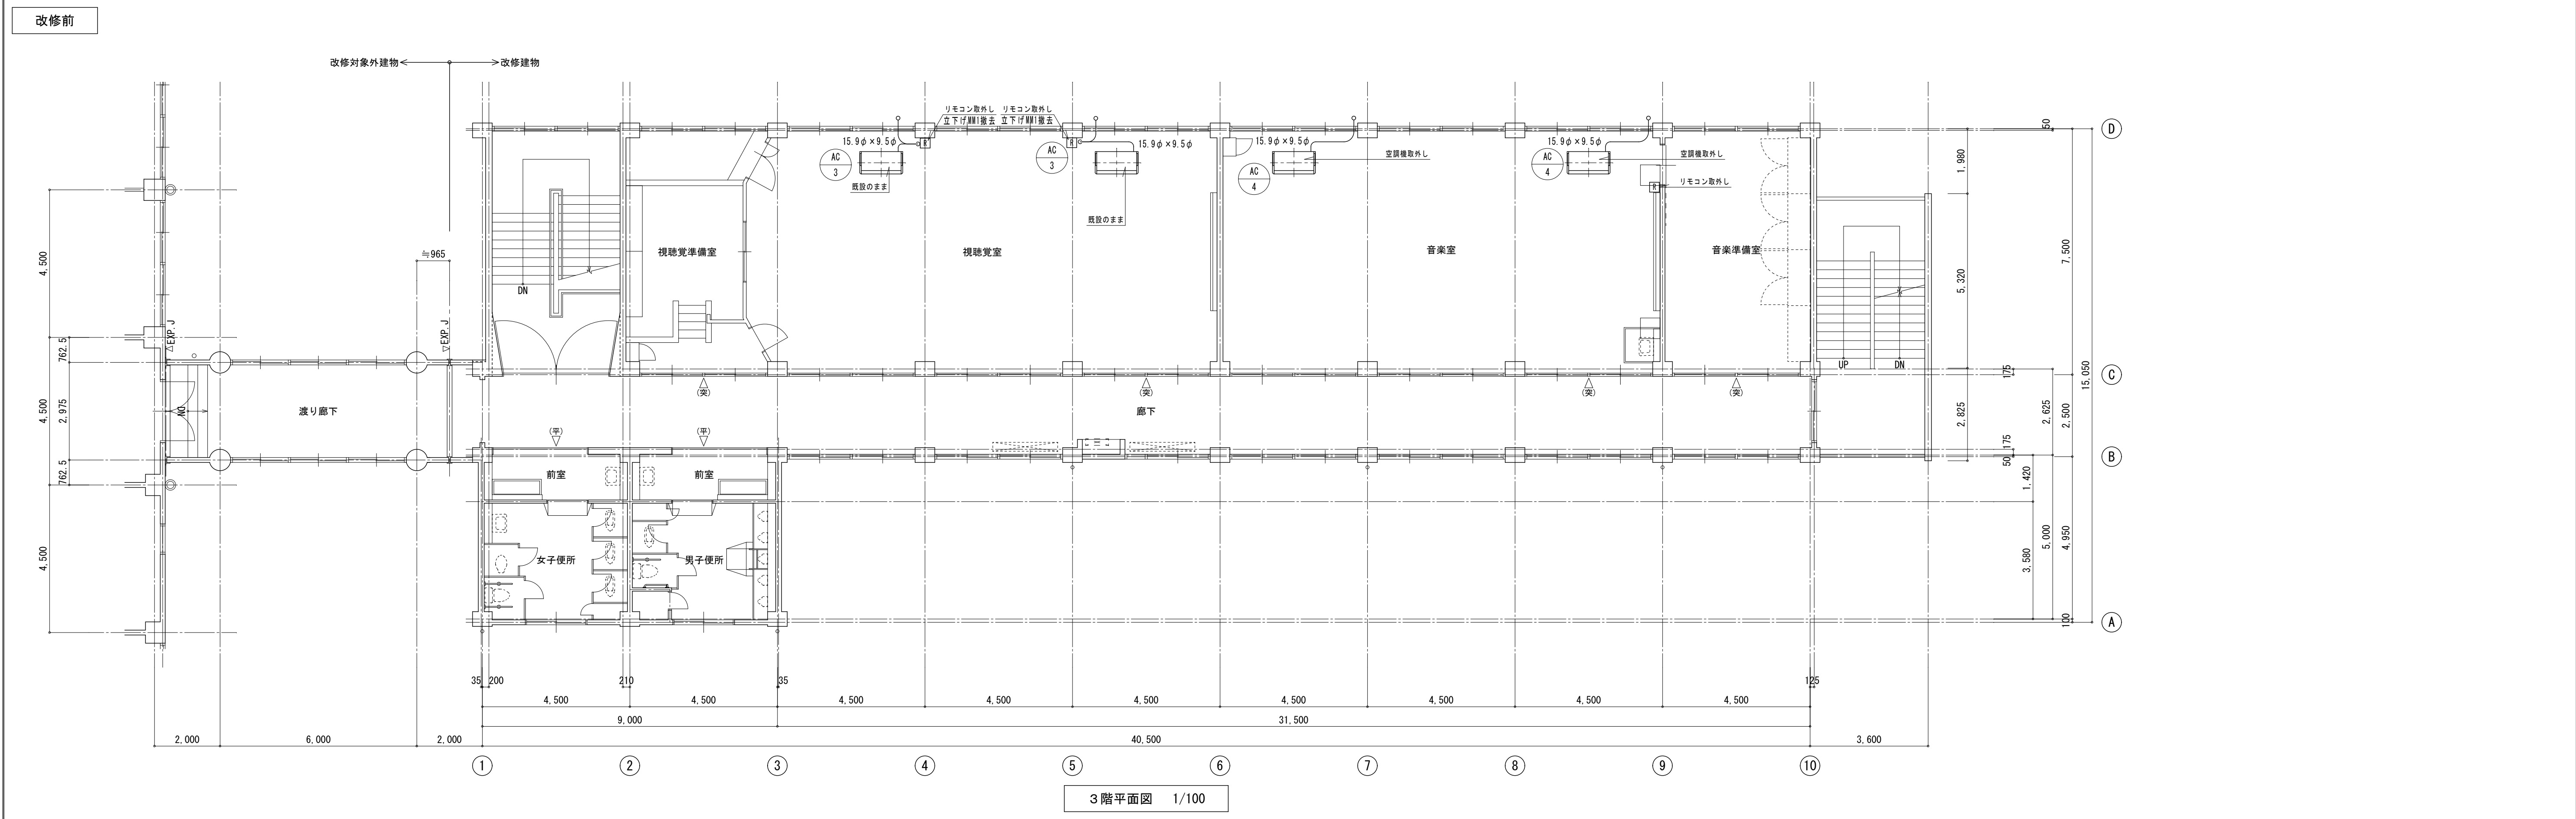 改修前
改修対象外建物
改修建物
リモコン取外し
立下げMM1撤去
リモコン取外し
立下げMM1撤去
15.9φ×9.5φ
15.9φ×9.5φ
15.9φ×9.5φ
15.9φ×9.5φ
AC
3
AC
3
AC
4
AC
4
R
R
R
既設のまま
既設のまま
空調機取外し
空調機取外し
リモコン取外し
≒965
視聴覚準備室
視聴覚室
音楽室
音楽準備室
DN
UP
DN
DN
EXP.J
EXP.J
渡り廊下
廊下
(突)
(突)
(突)
(突)
(平)
(平)
前室
前室
女子便所
男子便所
4,500
762.5
4,500
2,975
762.5
4,500
50
1,980
7,500
5,320
175
15,050
2,825
2,625
2,500
175
50
1,420
5,000
4,950
3,580
100
D
C
B
A
35
200
210
35
125
4,500
4,500
4,500
4,500
4,500
4,500
4,500
4,500
4,500
9,000
31,500
2,000
6,000
2,000
40,500
3,600
1
2
3
4
5
6
7
8
9
10
3階平面図 1/100